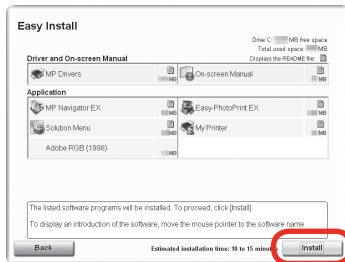 Easy Install
Drive C: MB free space
Total used space: MB
Driver and On-screen Manual
Displays the README file:
MP Drivers
MB
On-screen Manual
MB
Application
MP Navigator EX
MB
Easy-PhotoPrint EX
MB
Solution Menu
MB
My Printer
MB
Adobe RGB (1998)
MB
The listed software programs will be installed. To proceed, click [Install].
To display an introduction of the software, move the mouse pointer to the software name
Back
Estimated installation time: 10 to 15 minutes
Install